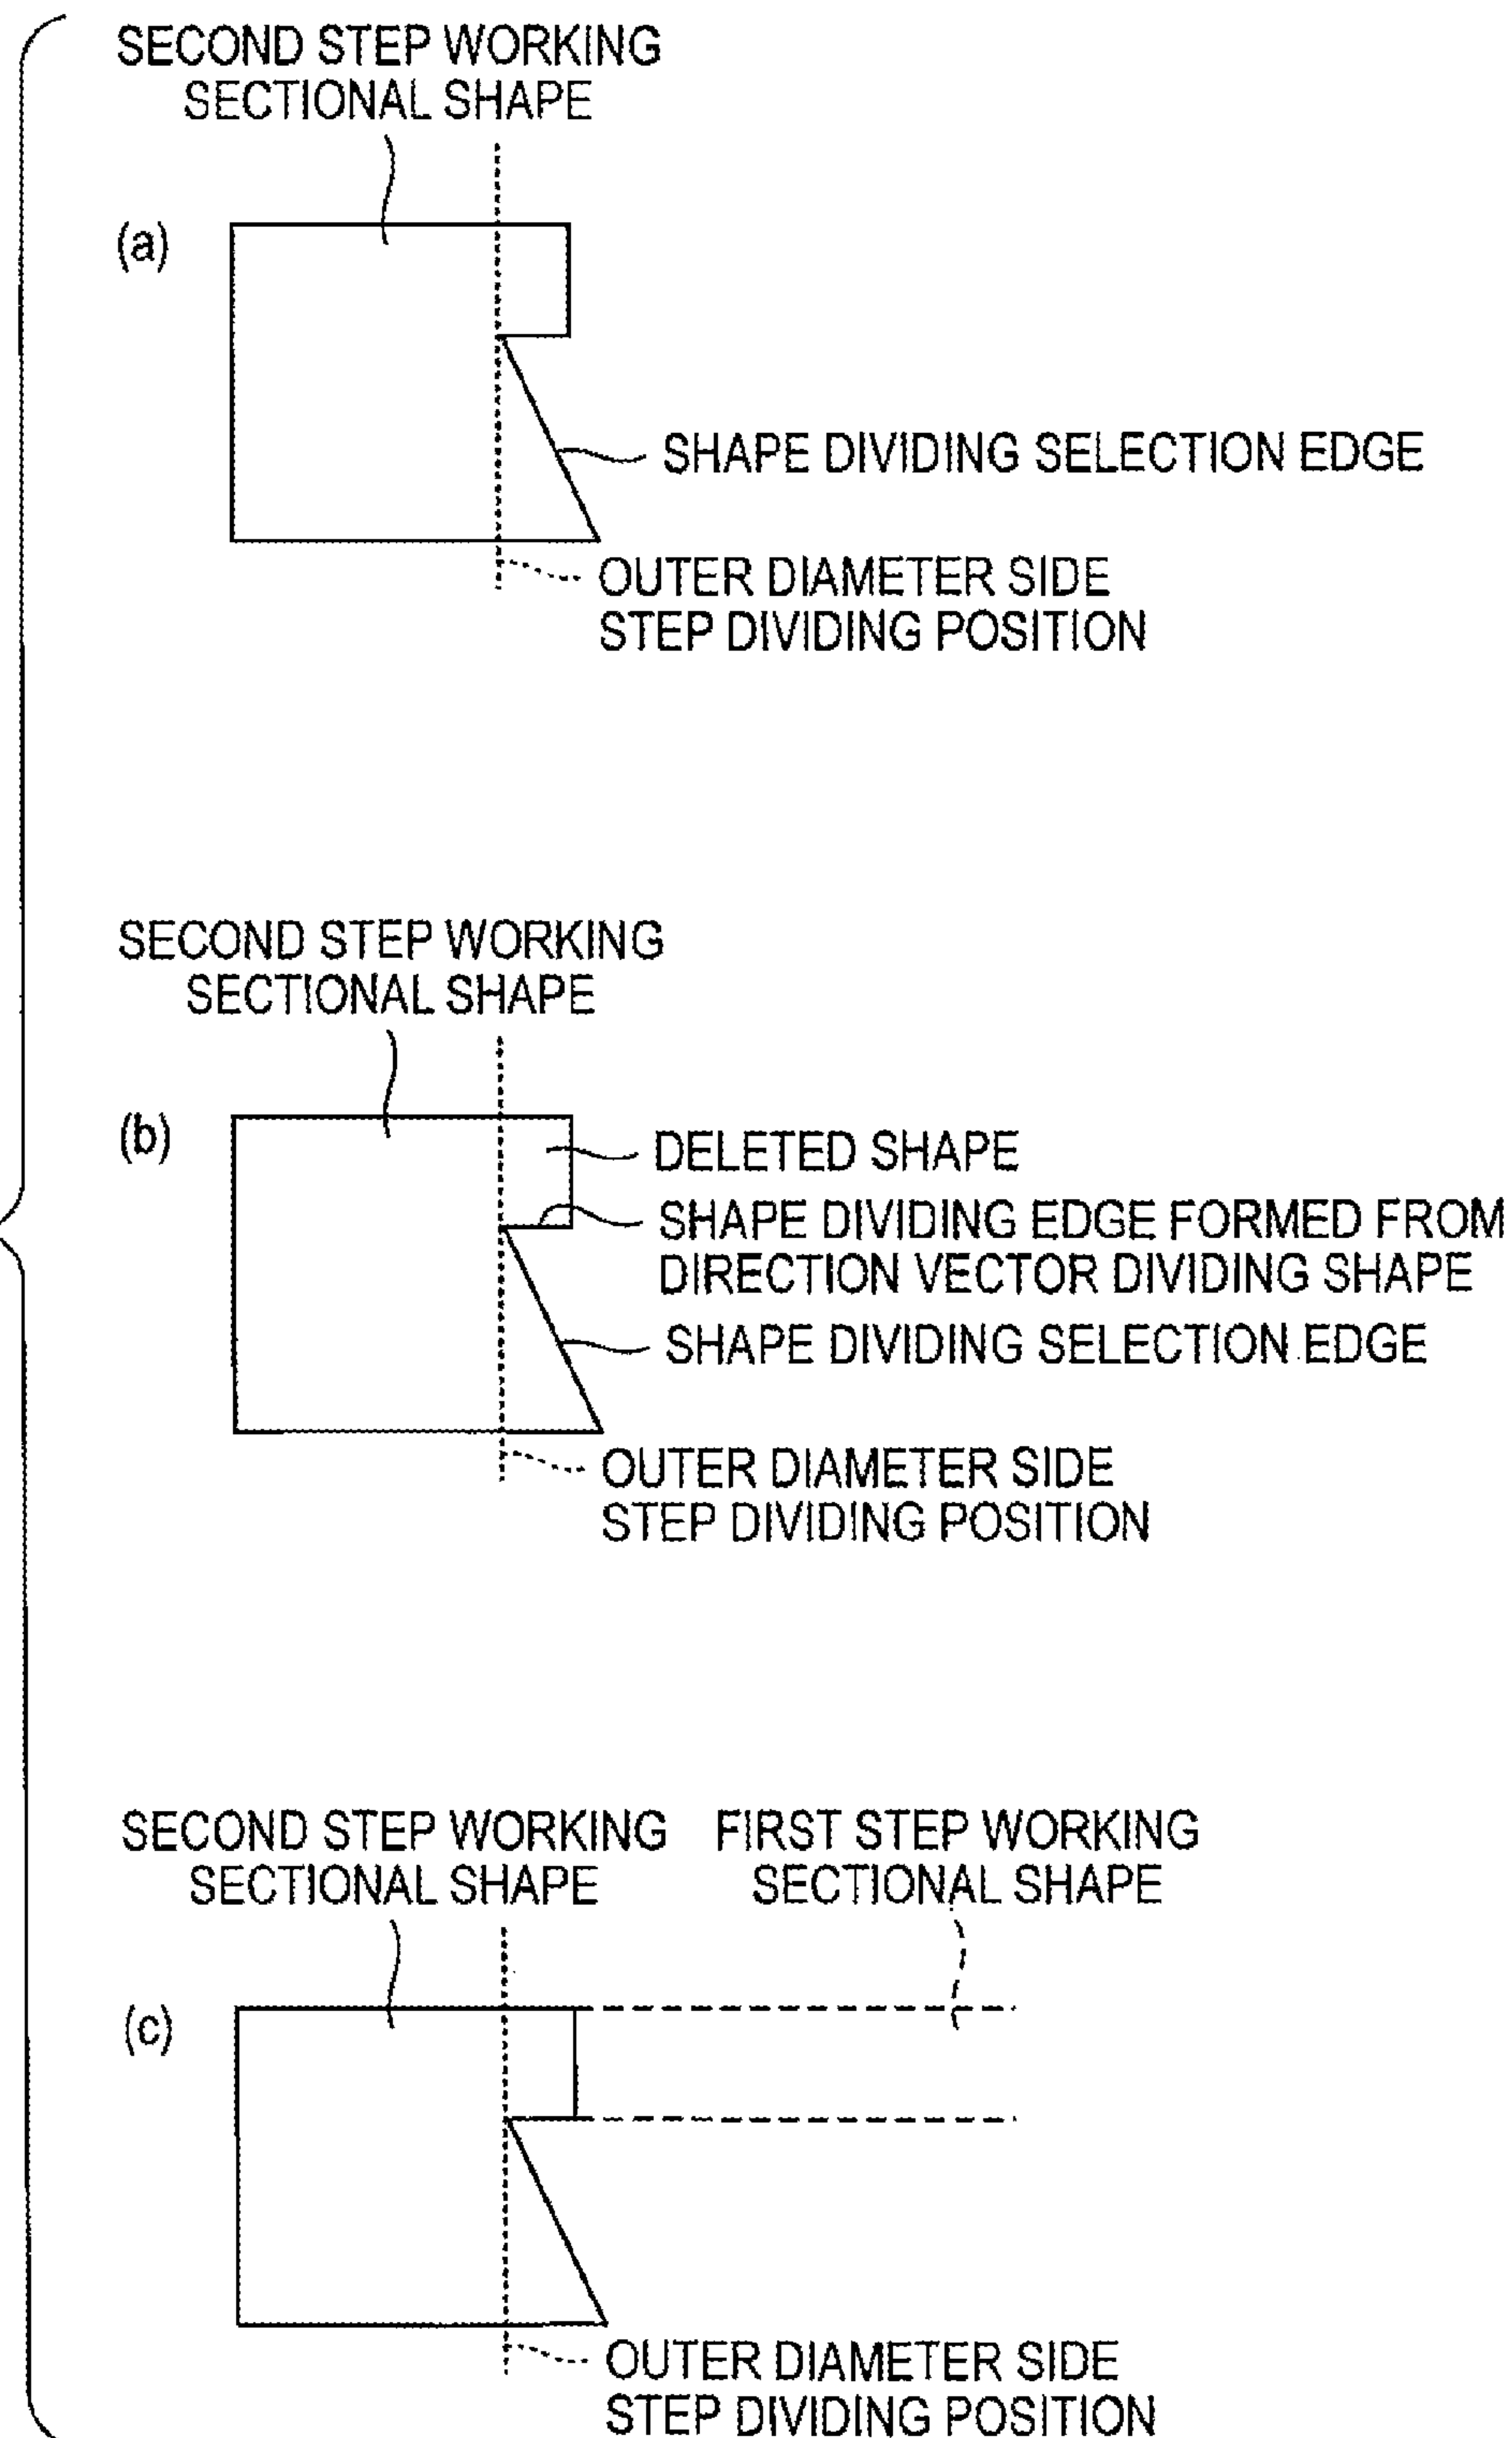 SECOND STEP WORKING
SECTIONAL SHAPE
(a)
SHAPE DIVIDING SELECTION EDGE
OUTER DIAMETER SIDE
STEP DIVIDING POSITION
SECOND STEP WORKING
SECTIONAL SHAPE
(b)
DELETED SHAPE
SHAPE DIVIDING EDGE FORMED FROM
DIRECTION VECTOR DIVIDING SHAPE
SHAPE DIVIDING SELECTION EDGE
OUTER DIAMETER SIDE
STEP DIVIDING POSITION
SECOND STEP WORKING
SECTIONAL SHAPE
FIRST STEP WORKING
SECTIONAL SHAPE
(c)
OUTER DIAMETER SIDE
STEP DIVIDING POSITION